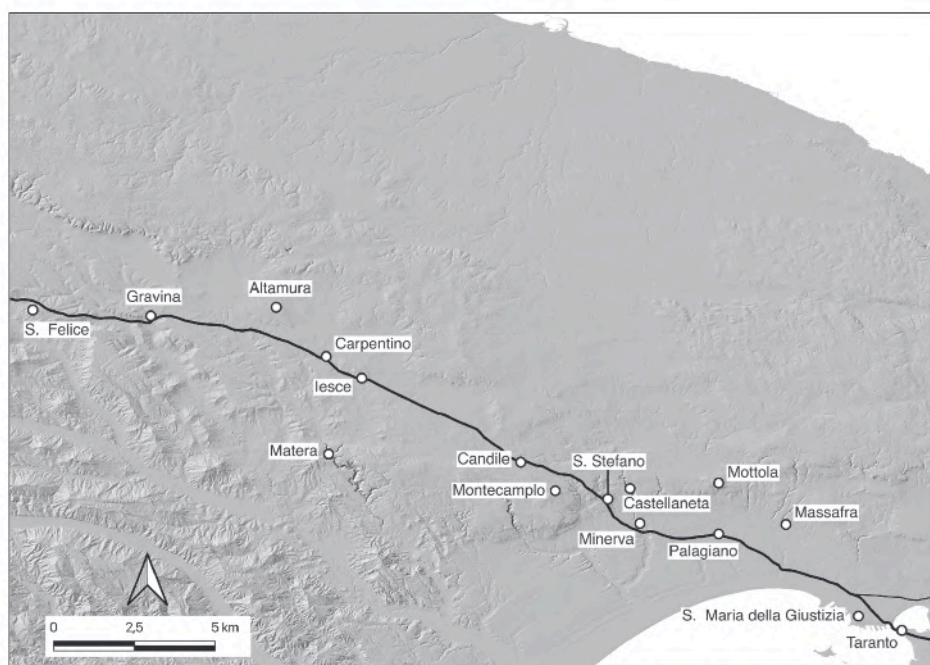 Altamura
Gravina
S. Felice
Carpentino
Iesce
Matera
Candile
S. Stefano
Montecamplo
Castellaneta
Mottola
Minerva
Massafra
Palagiano
S. Maria della Giustizia
Taranto
0 2,5 5 km